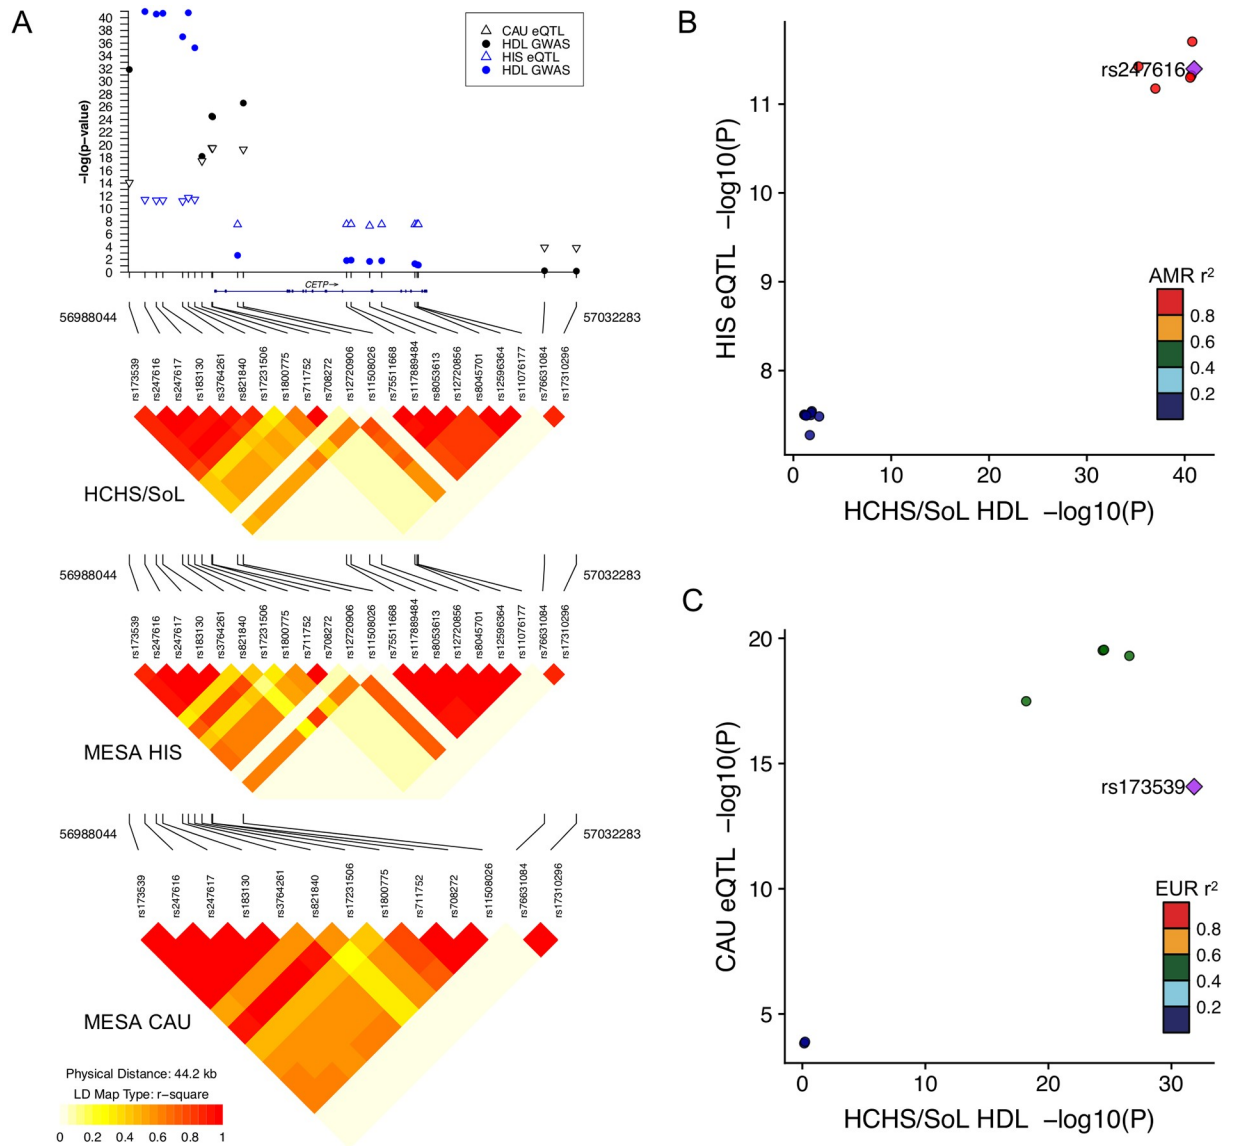 A
40
38
36
34
32
30
28
26
24
22
20
18
16
14
12
10
8
6
4
2
0
−log(p−value)
CAU eQTL
HDL GWAS
HIS eQTL
HDL GWAS
CETP→
56988044
57032283
rs173539
rs247616
rs247617
rs183130
rs3764261
rs821840
rs17231506
rs1800775
rs711752
rs708272
rs12720906
rs11508026
rs75511668
rs117889484
rs8053613
rs12720856
rs8045701
rs12596364
rs11076177
rs76631084
rs17310296
HCHS/SoL
56988044
57032283
rs173539
rs247616
rs247617
rs183130
rs3764261
rs821840
rs17231506
rs1800775
rs711752
rs708272
rs12720906
rs11508026
rs75511668
rs117889484
rs8053613
rs12720856
rs8045701
rs12596364
rs11076177
rs76631084
rs17310296
MESA HIS
56988044
57032283
rs173539
rs247616
rs247617
rs183130
rs3764261
rs821840
rs17231506
rs1800775
rs711752
rs708272
rs11508026
rs76631084
rs17310296
MESA CAU
Physical Distance: 44.2 kb
LD Map Type: r−square
0 0.2 0.4 0.6 0.8 1
B
11
10
9
8
HIS eQTL −log10(P)
rs247616
AMR r²
0.8
0.6
0.4
0.2
0 10 20 30 40
HCHS/SoL HDL −log10(P)
C
20
15
10
5
CAU eQTL −log10(P)
rs173539
EUR r²
0.8
0.6
0.4
0.2
0 10 20 30
HCHS/SoL HDL −log10(P)